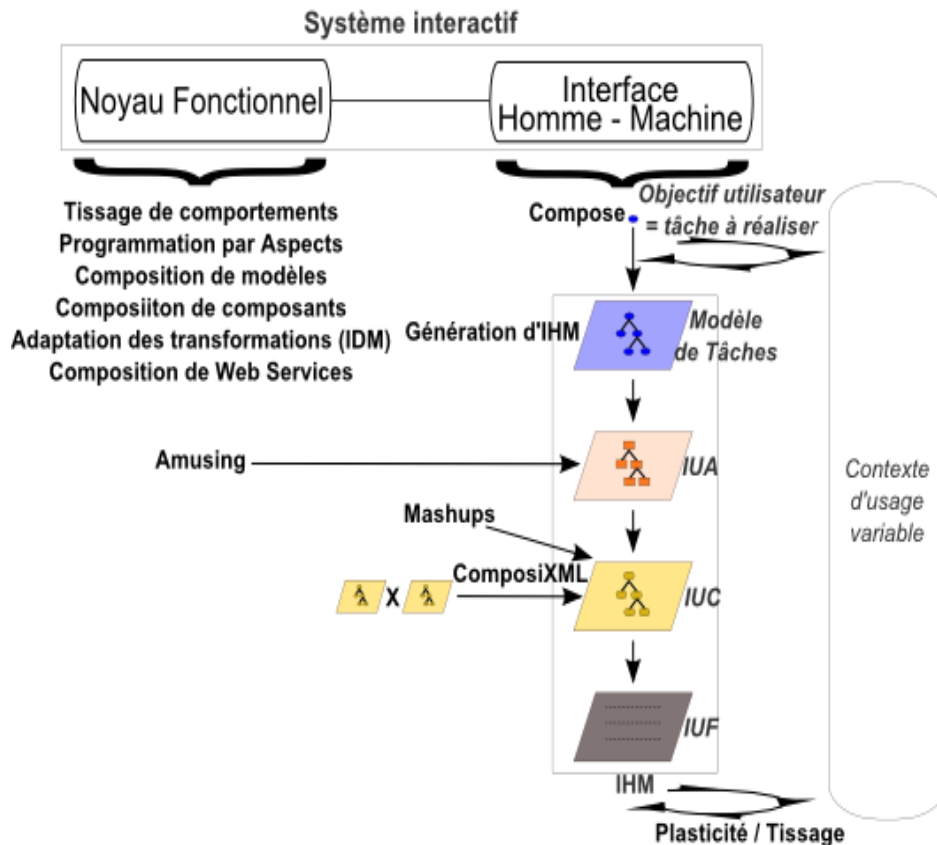 Système interactif
Noyau Fonctionnel
Interface
Homme - Machine
Tissage de comportements
Programmation par Aspects
Composition de modèles
Composiiton de composants
Adaptation des transformations (IDM)
Composition de Web Services
Compose
Objectif utilisateur
= tâche à réaliser
Génération d'IHM
Modèle
de Tâches
Amusing
IUA
Mashups
ComposiXML
X
IUC
IUF
IHM
Plasticité / Tissage
Contexte
d'usage
variable